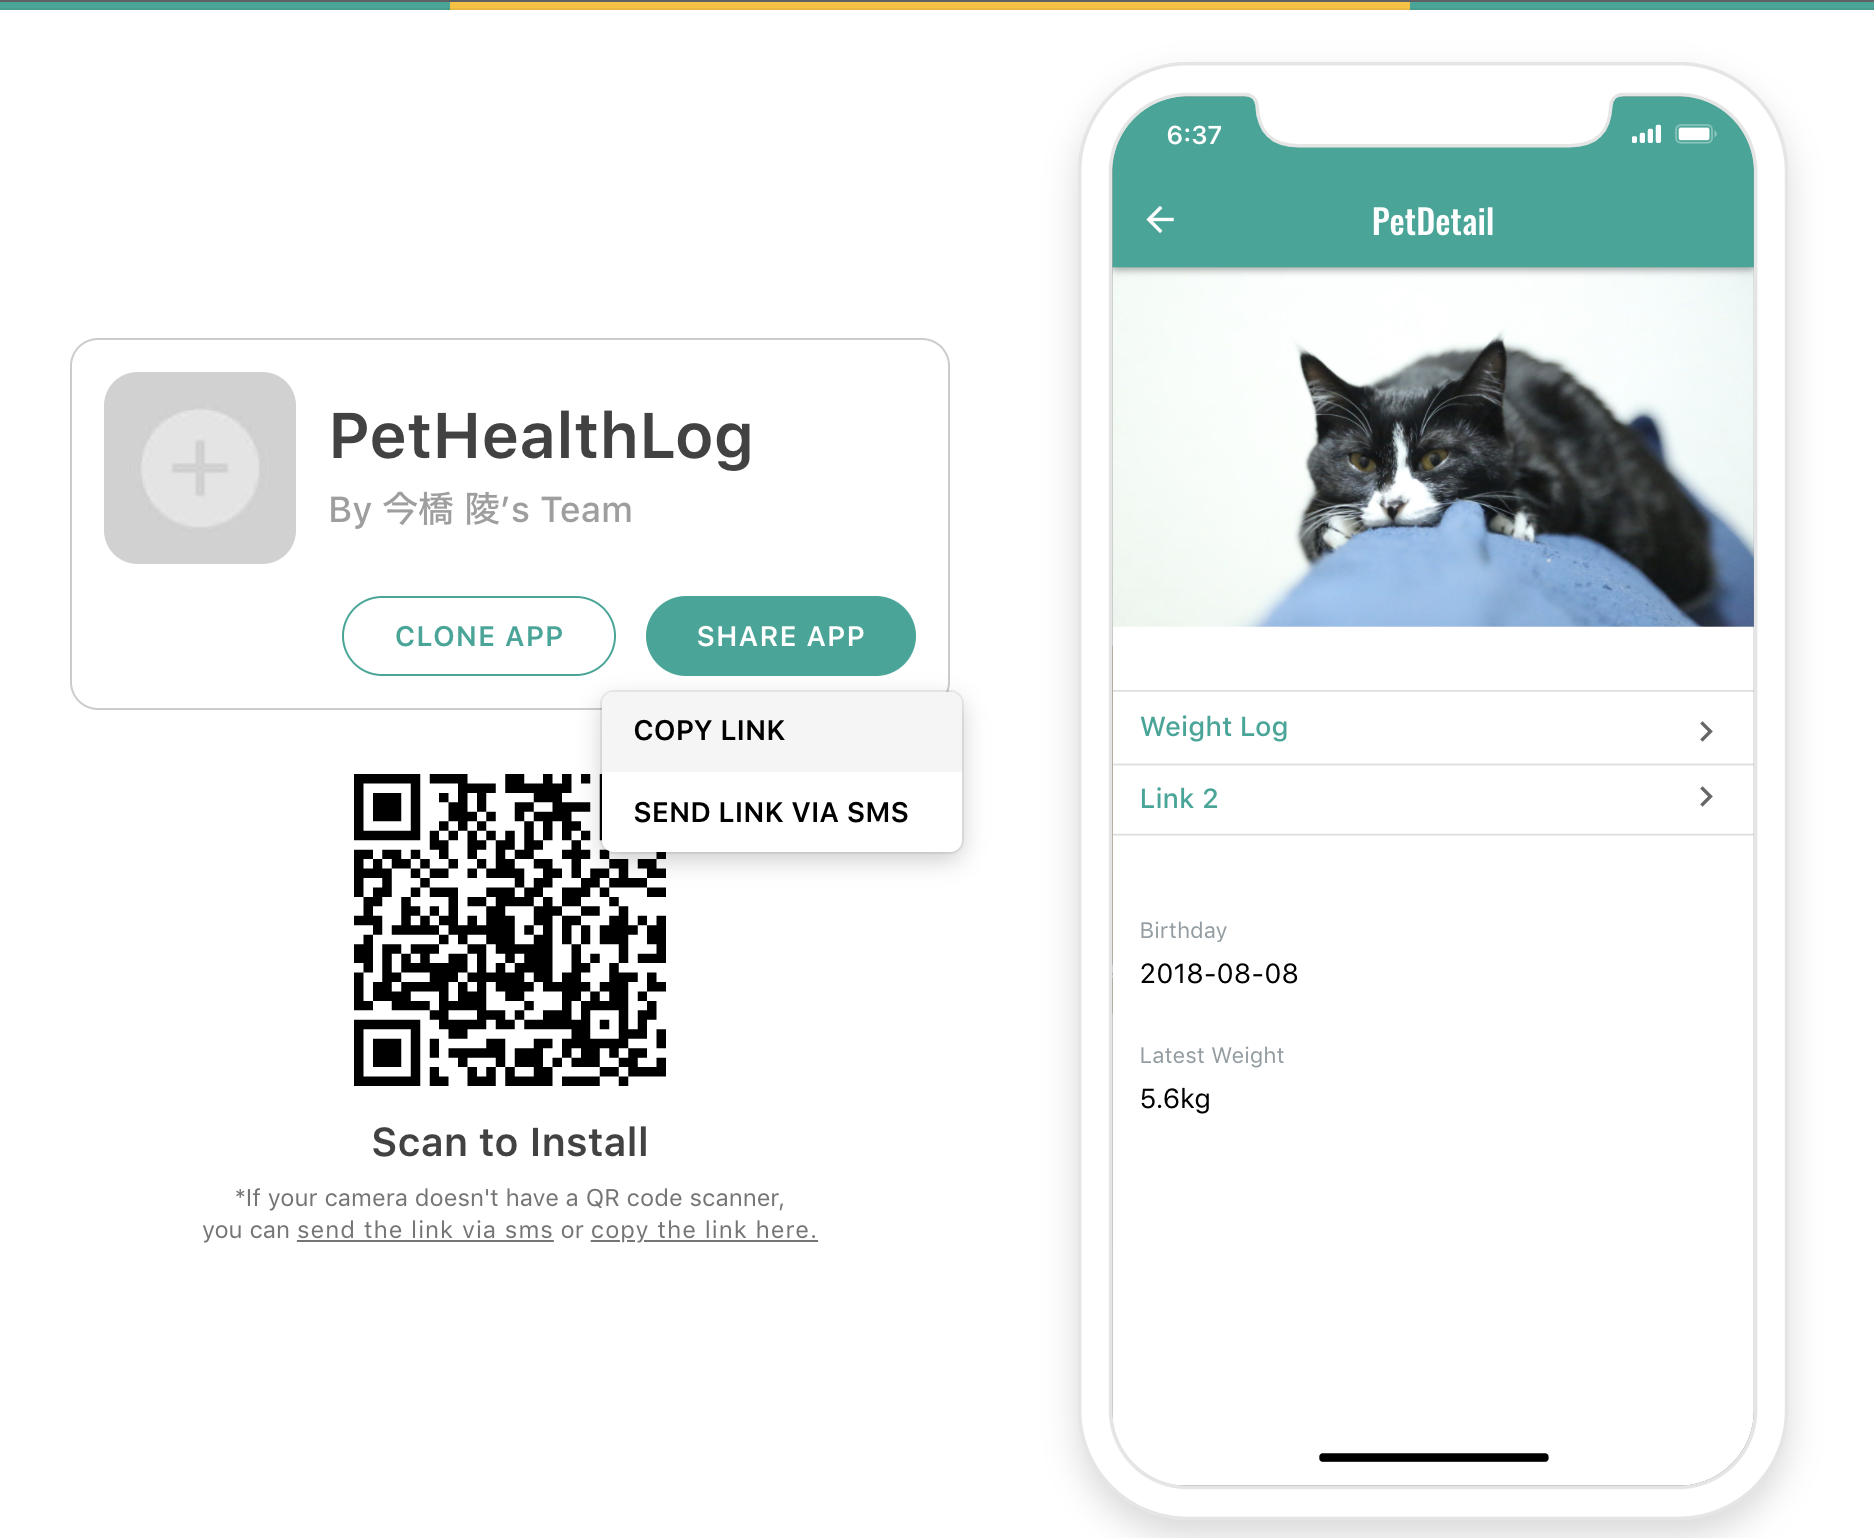 PetHealthLog
By 今橋 陵’s Team
CLONE APP
SHARE APP
COPY LINK
SEND LINK VIA SMS
Scan to Install
*If your camera doesn't have a QR code scanner,
you can send the link via sms or copy the link here.
6:37
PetDetail
Weight Log
Link 2
Birthday
2018-08-08
Latest Weight
5.6kg